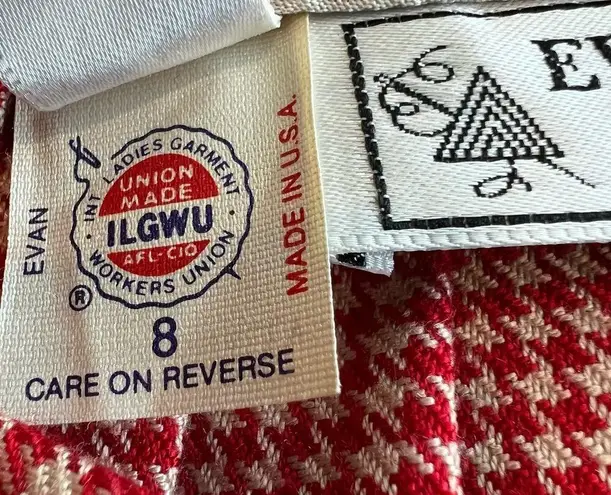 EVAN
INT LADIES GARMENT
WORKERS UNION
UNION
MADE
ILGWU
AFL-CIO
®
MADE IN U.S.A.
8
CARE ON REVERSE